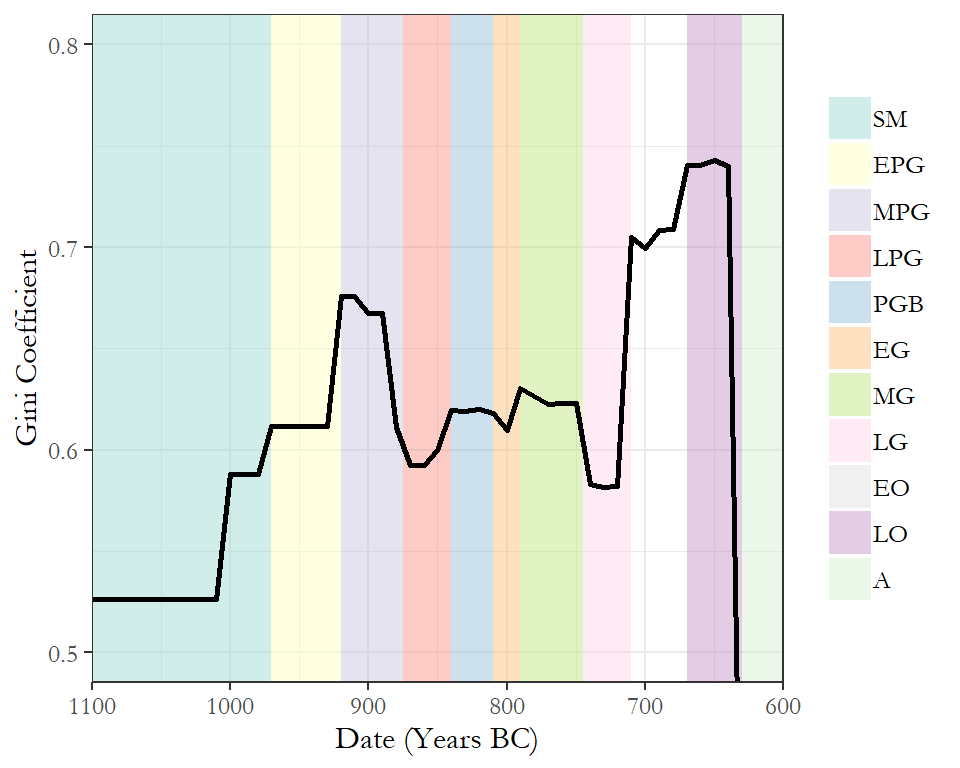 0.8
0.7
0.6
0.5
Gini Coefficient
1100 1000 900 800 700 600
Date (Years BC)
SM
EPG
MPG
LPG
PGB
EG
MG
LG
EO
LO
A